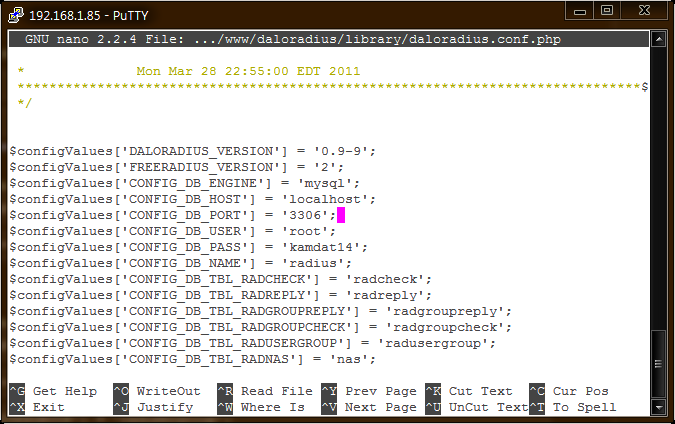 192.168.1.85 - PuTTY
GNU nano 2.2.4 File: .../www/daloradius/library/daloradius.conf.php
* Mon Mar 28 22:55:00 EDT 2011
*******************************************************************************$
*/
$configValues['DALORADIUS_VERSION'] = '0.9-9';
$configValues['FREERADIUS_VERSION'] = '2';
$configValues['CONFIG_DB_ENGINE'] = 'mysql';
$configValues['CONFIG_DB_HOST'] = 'localhost';
$configValues['CONFIG_DB_PORT'] = '3306';
$configValues['CONFIG_DB_USER'] = 'root';
$configValues['CONFIG_DB_PASS'] = 'kamdat14';
$configValues['CONFIG_DB_NAME'] = 'radius';
$configValues['CONFIG_DB_TBL_RADCHECK'] = 'radcheck';
$configValues['CONFIG_DB_TBL_RADREPLY'] = 'radreply';
$configValues['CONFIG_DB_TBL_RADGROUPREPLY'] = 'radgroupreply';
$configValues['CONFIG_DB_TBL_RADGROUPCHECK'] = 'radgroupcheck';
$configValues['CONFIG_DB_TBL_RADUSERGROUP'] = 'radusergroup';
$configValues['CONFIG_DB_TBL_RADNAS'] = 'nas';
^G Get Help ^O WriteOut ^R Read File ^Y Prev Page ^K Cut Text ^C Cur Pos
^X Exit ^J Justify ^W Where Is ^V Next Page ^U UnCut Text ^T To Spell